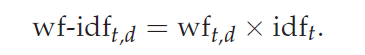 wf-idf_{t,d} = wf_{t,d} × idf_t.